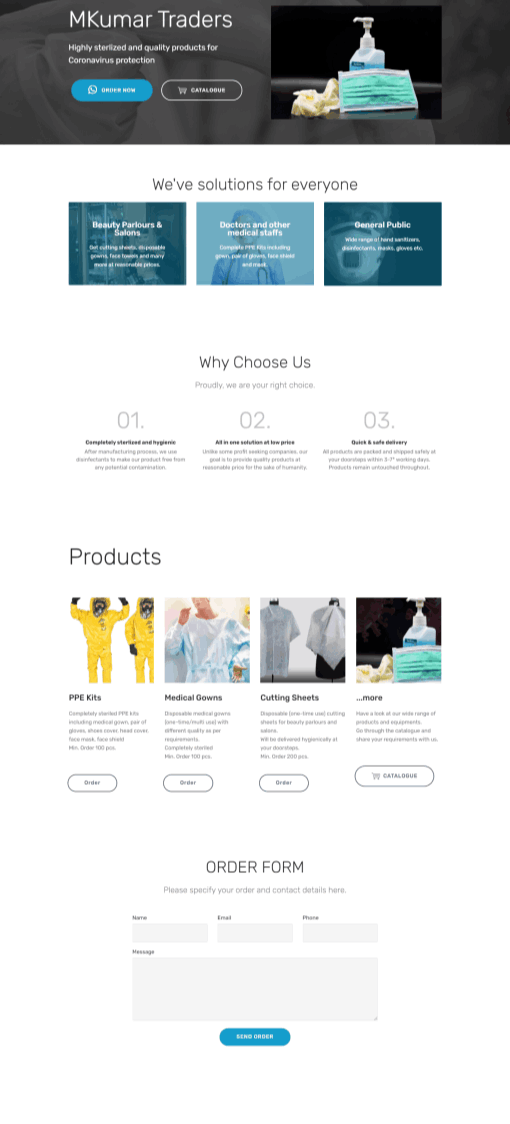 MKumar Traders
Highly sterlized and quality products for
Coronavirus protection
ORDER NOW
CATALOGUE
We've solutions for everyone
Beauty Parlours &
Salons
Get cutting sheets, disposable
gowns, face towels and many
more at reasonable prices.
Doctors and other
medical staffs
Complete PPE Kits including
gown, pair of gloves, face shield
and mask.
General Public
Wide range of hand sanitizers,
disinfectants, masks, gloves etc.
Why Choose Us
Proudly, we are your right choice.
01.
Completely sterlized and hygienic
After manufacturing process, we use
disinfectants to make our product free from
any potential contamination.
02.
All in one solution at low price
Unlike some profit seeking companies, our
goal is to provide quality products at
reasonable price for the sake of humanity.
03.
Quick & safe delivery
All products are packed and shipped safely at
your doorsteps within 3-7* working days.
Products remain untouched throughout.
Products
PPE Kits
Completely sterlied PPE kits
including medical gown, pair of
gloves, shoes cover, head cover,
face mask, face shield
Min. Order 100 pcs.
Order
Medical Gowns
Disposable medical gowns
(one-time/multi use) with
different quality as per
requirements.
Completely sterlied
Min. Order 100 pcs.
Order
Cutting Sheets
Disposable (one-time use) cutting
sheets for beauty parlours and
salons.
Will be delivered hygienically at
your doorsteps.
Min. Order 200 pcs.
Order
...more
Have a look at our wide range of
products and equipments.
Go through the catalogue and
share your requirements with us.
CATALOGUE
ORDER FORM
Please specify your order and contact details here.
Name
Email
Phone
Message
SEND ORDER